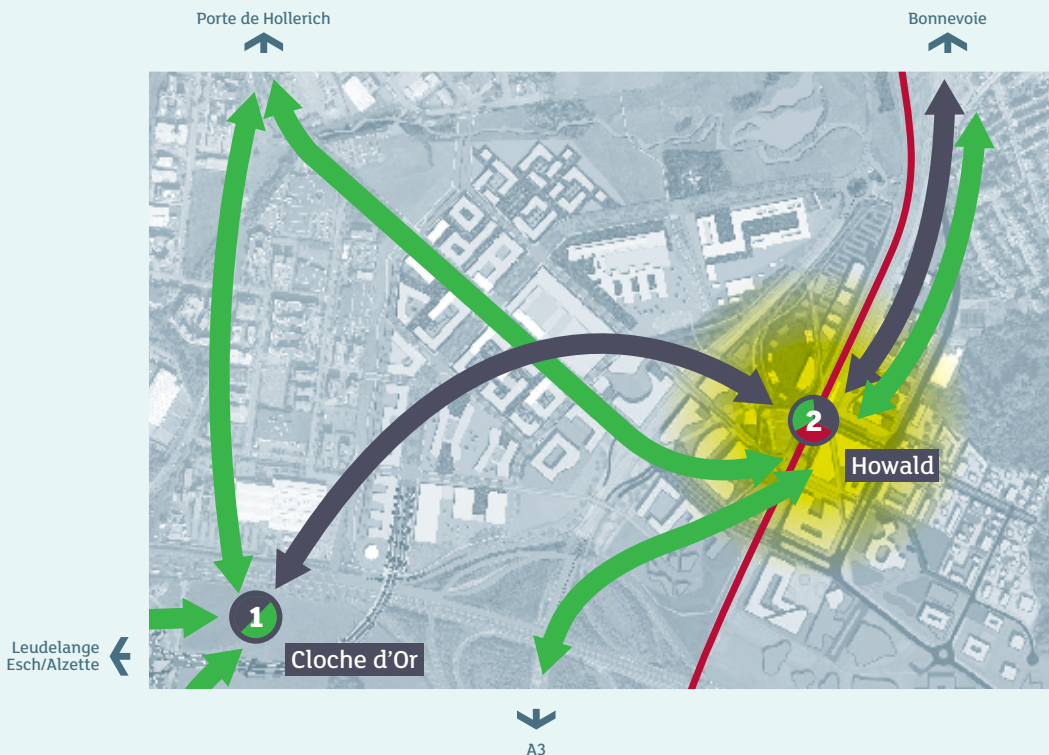 Porte de Hollerich
Bonnevoie
2
Howald
1
Cloche d'Or
Leudelange
Esch/Alzette
A3